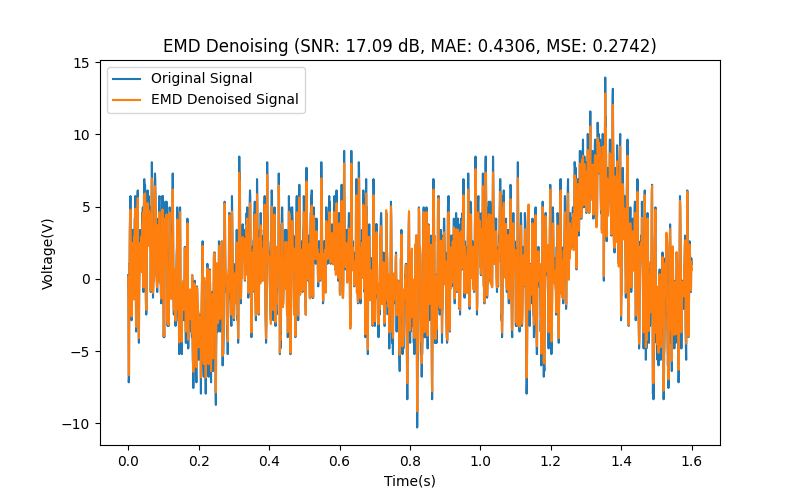 EMD Denoising (SNR: 17.09 dB, MAE: 0.4306, MSE: 0.2742)
Original Signal
EMD Denoised Signal
Voltage(V)
15
10
5
0
−5
−10
0.0 0.2 0.4 0.6 0.8 1.0 1.2 1.4 1.6
Time(s)